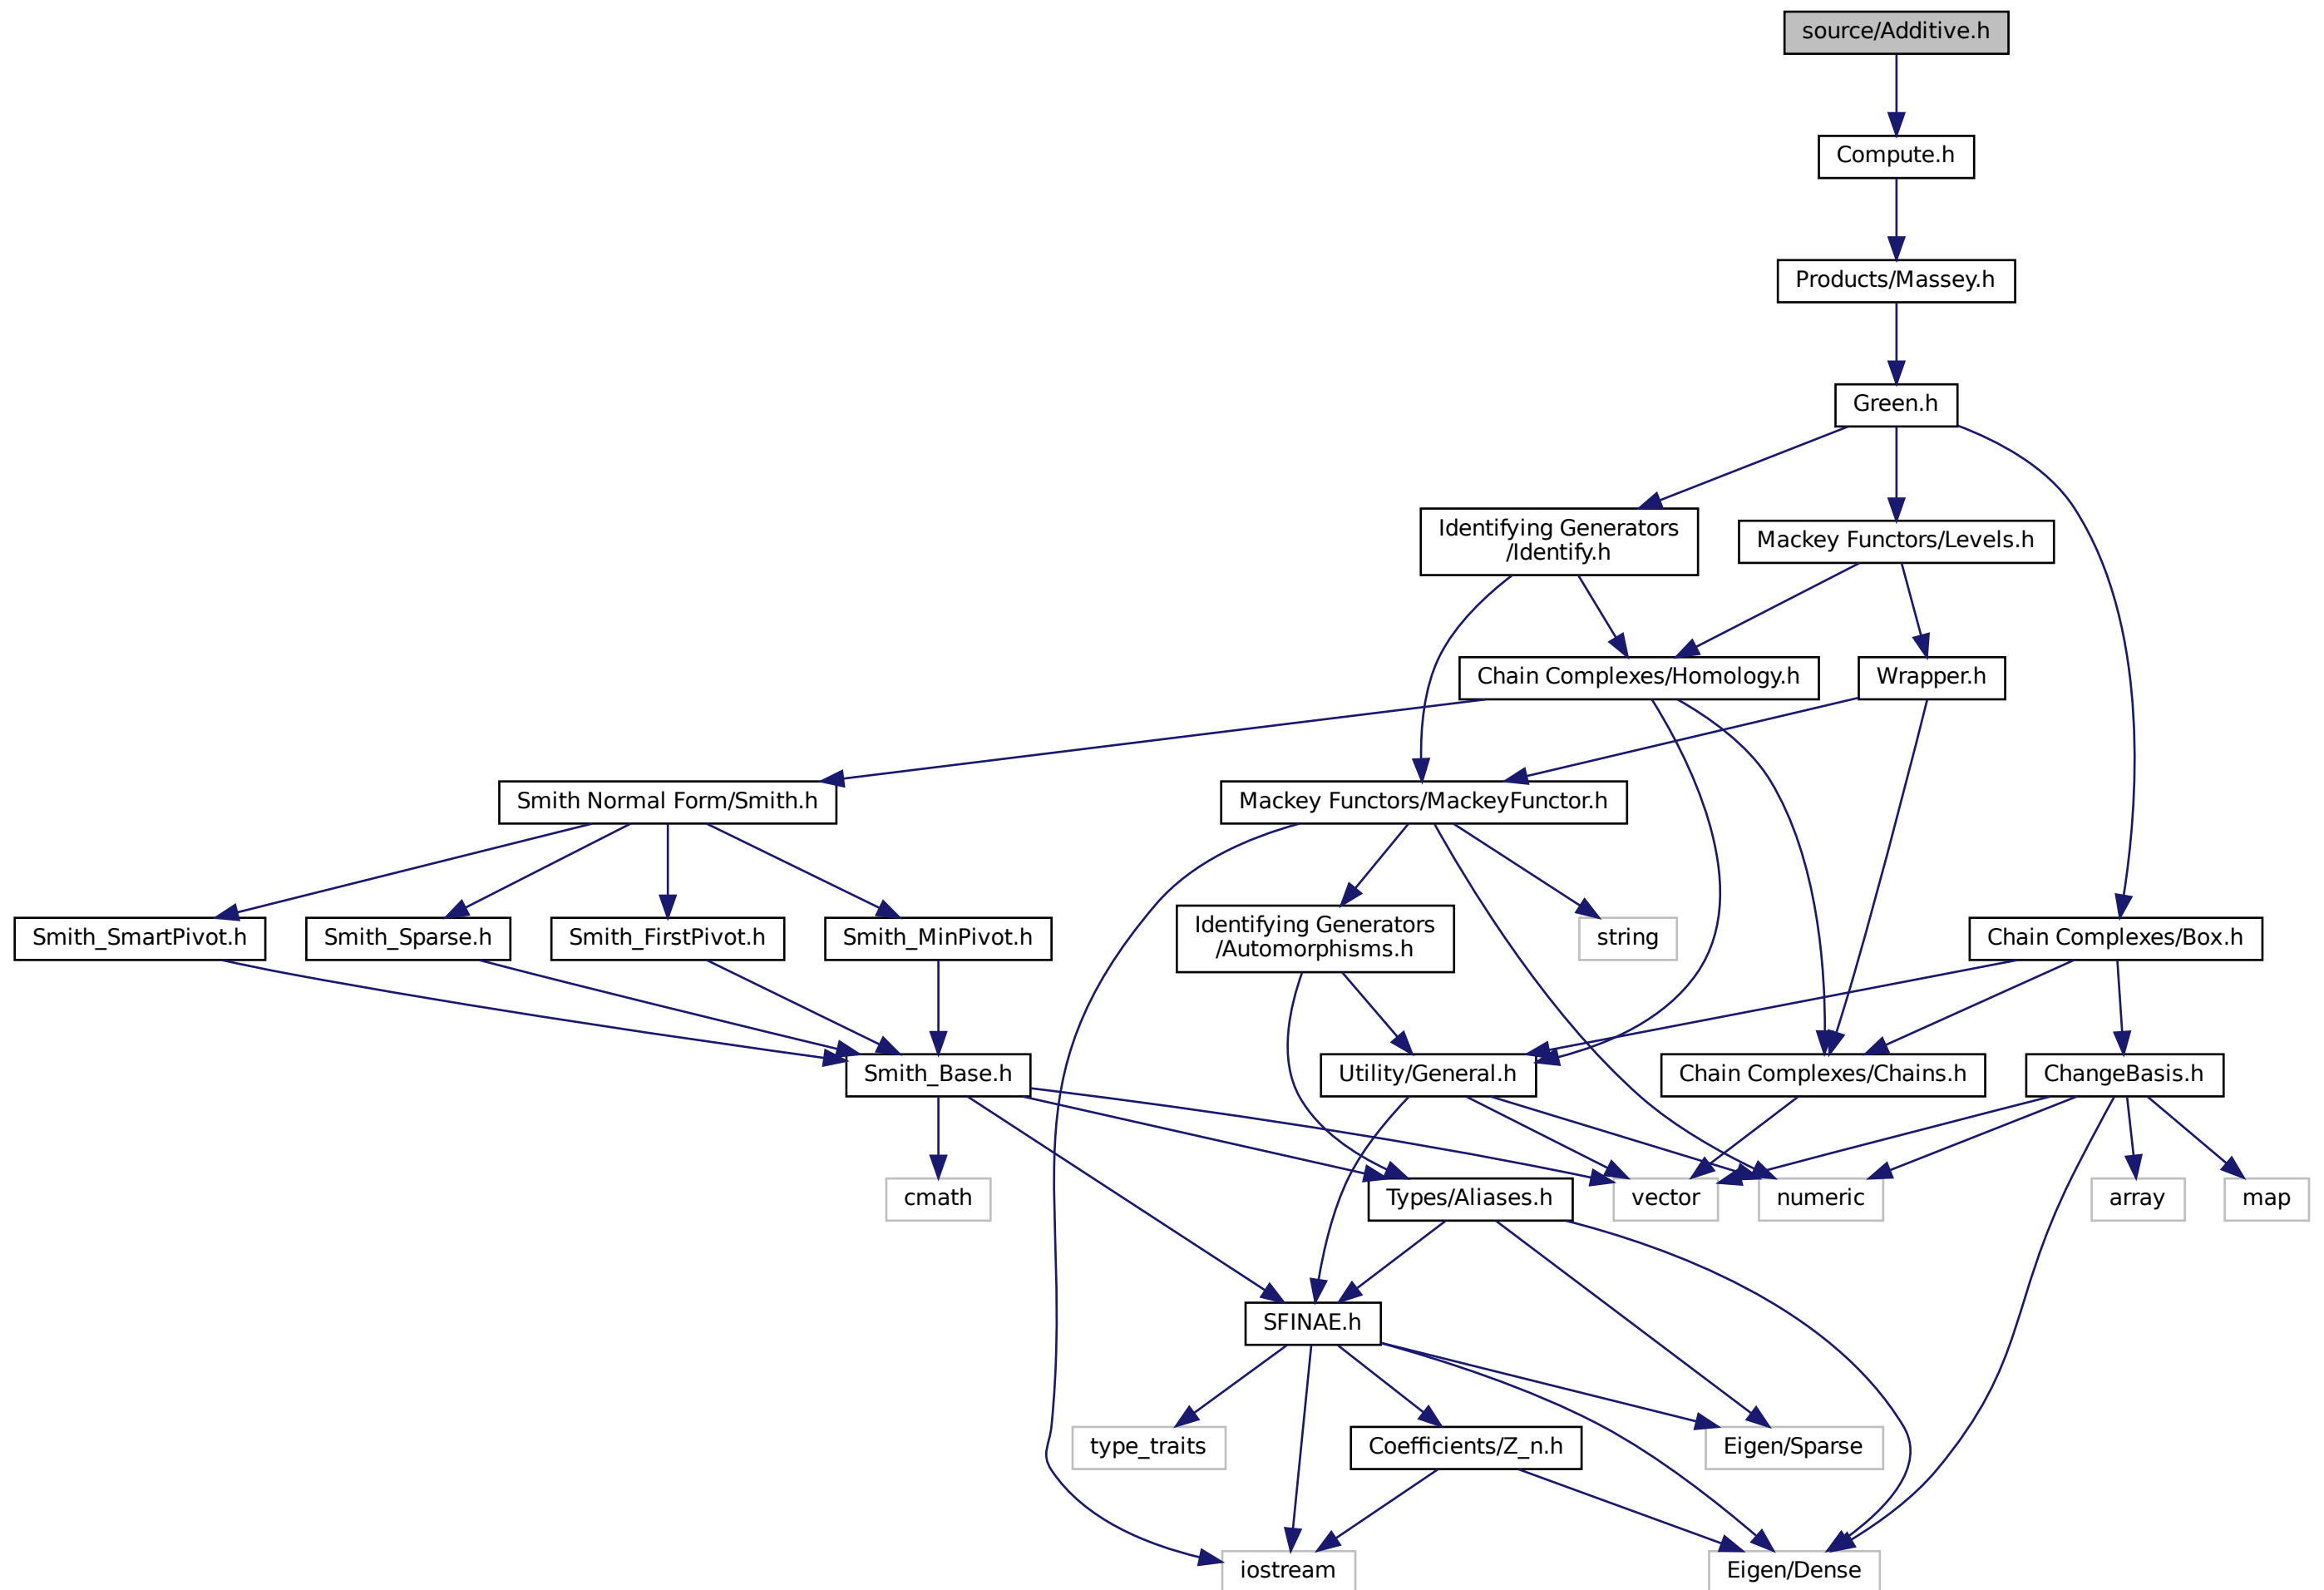 source/Additive.h
Compute.h
Products/Massey.h
Green.h
Identifying Generators
/Identify.h
Mackey Functors/Levels.h
Chain Complexes/Homology.h
Wrapper.h
Smith Normal Form/Smith.h
Mackey Functors/MackeyFunctor.h
Smith_SmartPivot.h
Smith_Sparse.h
Smith_FirstPivot.h
Smith_MinPivot.h
Identifying Generators
/Automorphisms.h
string
Chain Complexes/Box.h
Smith_Base.h
Utility/General.h
Chain Complexes/Chains.h
ChangeBasis.h
cmath
Types/Aliases.h
vector
numeric
array
map
SFINAE.h
type_traits
Coefficients/Z_n.h
Eigen/Sparse
iostream
Eigen/Dense